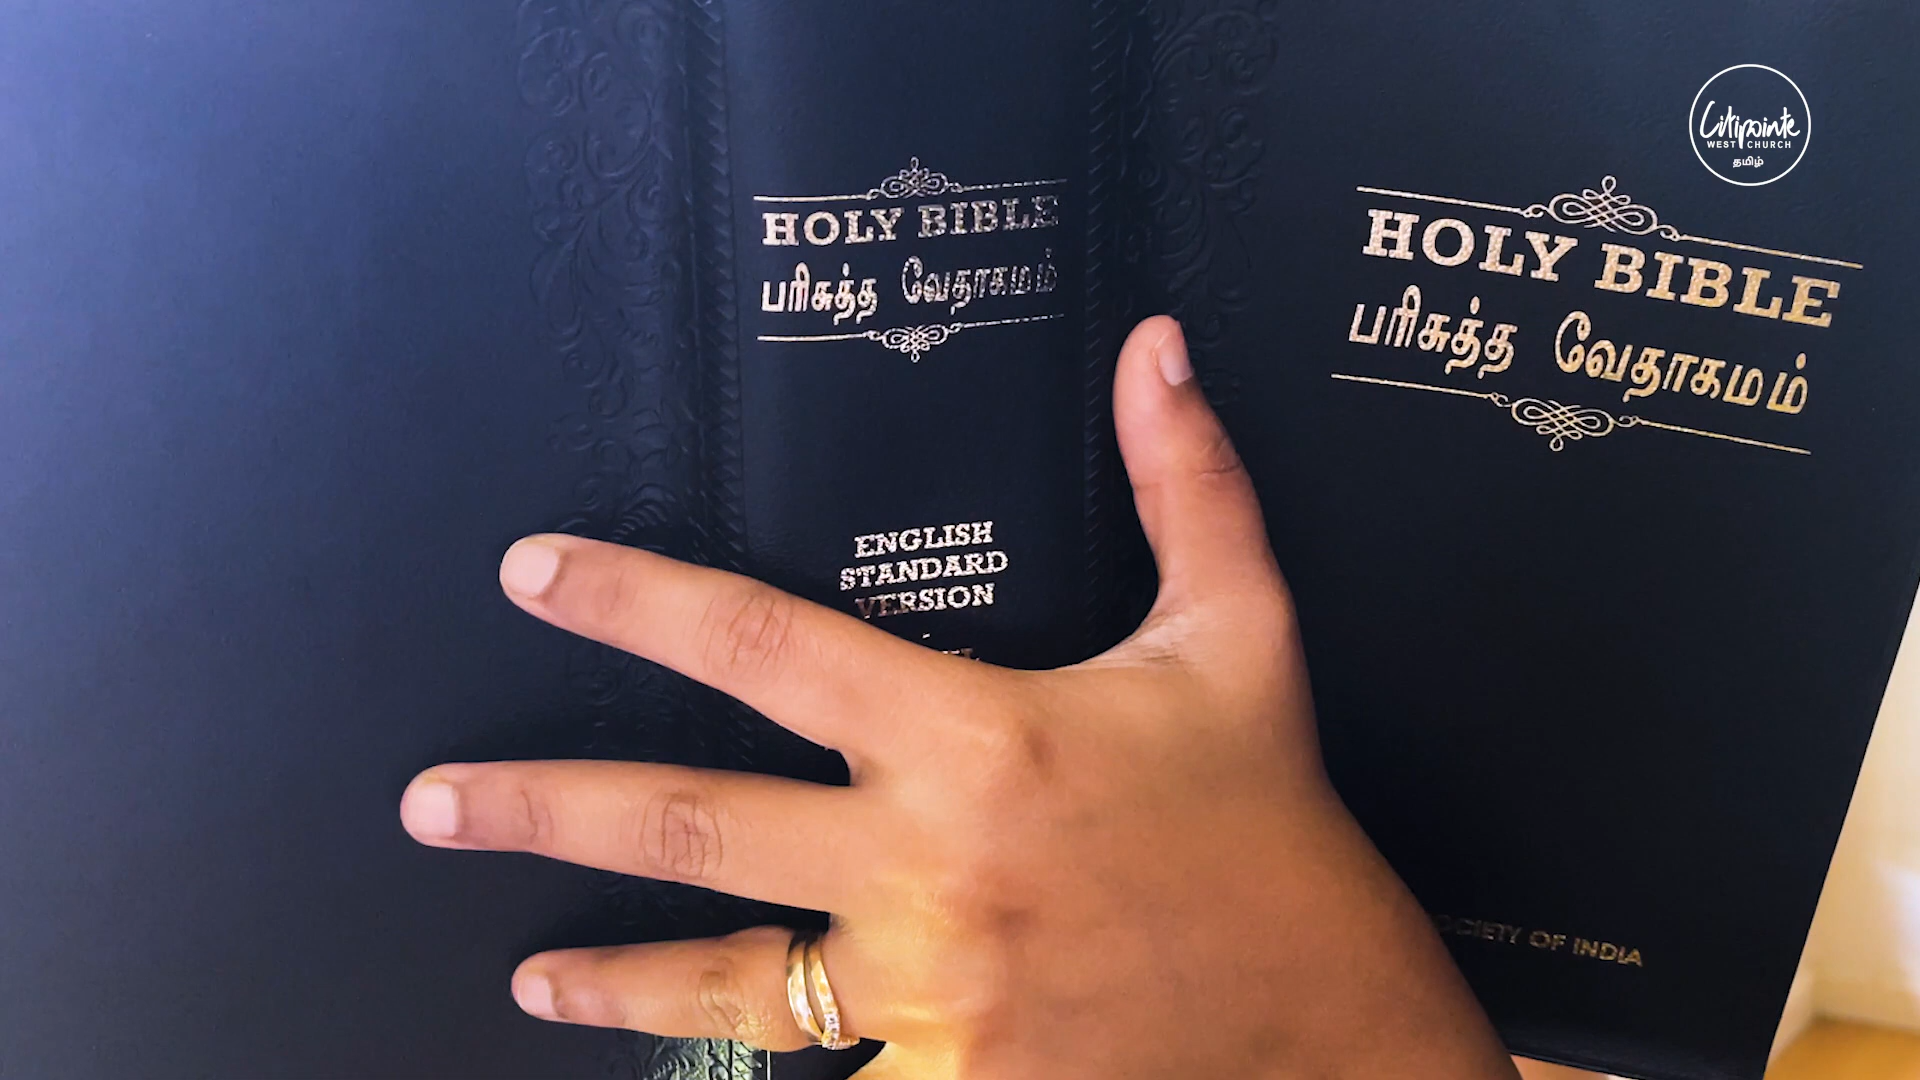 HOLY BIBLE
பரிசுத்த வேதாகமம்
ENGLISH
STANDARD
VERSION
HOLY BIBLE
பரிசுத்த வேதாகமம்
OF INDIA
Citipointe
WEST CHURCH
தமிழ்